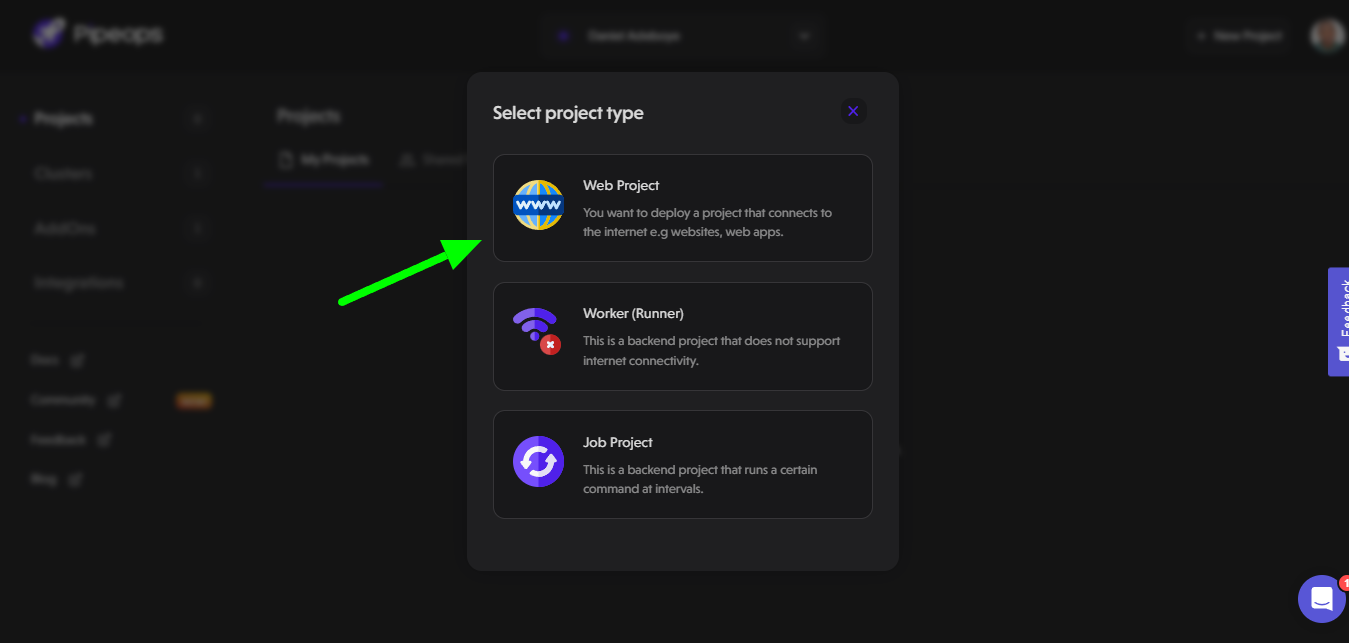 Pipeops
New Project
Projects
Clusters
AddOns
Integrations
Docs
Community
Feedback
Blog
Projects
My Projects
Select project type
WWW
Web Project
You want to deploy a project that connects to
the internet e.g websites, web apps.
Worker (Runner)
This is a backend project that does not support
internet connectivity.
Job Project
This is a backend project that runs a certain
command at intervals.
Feedback
1